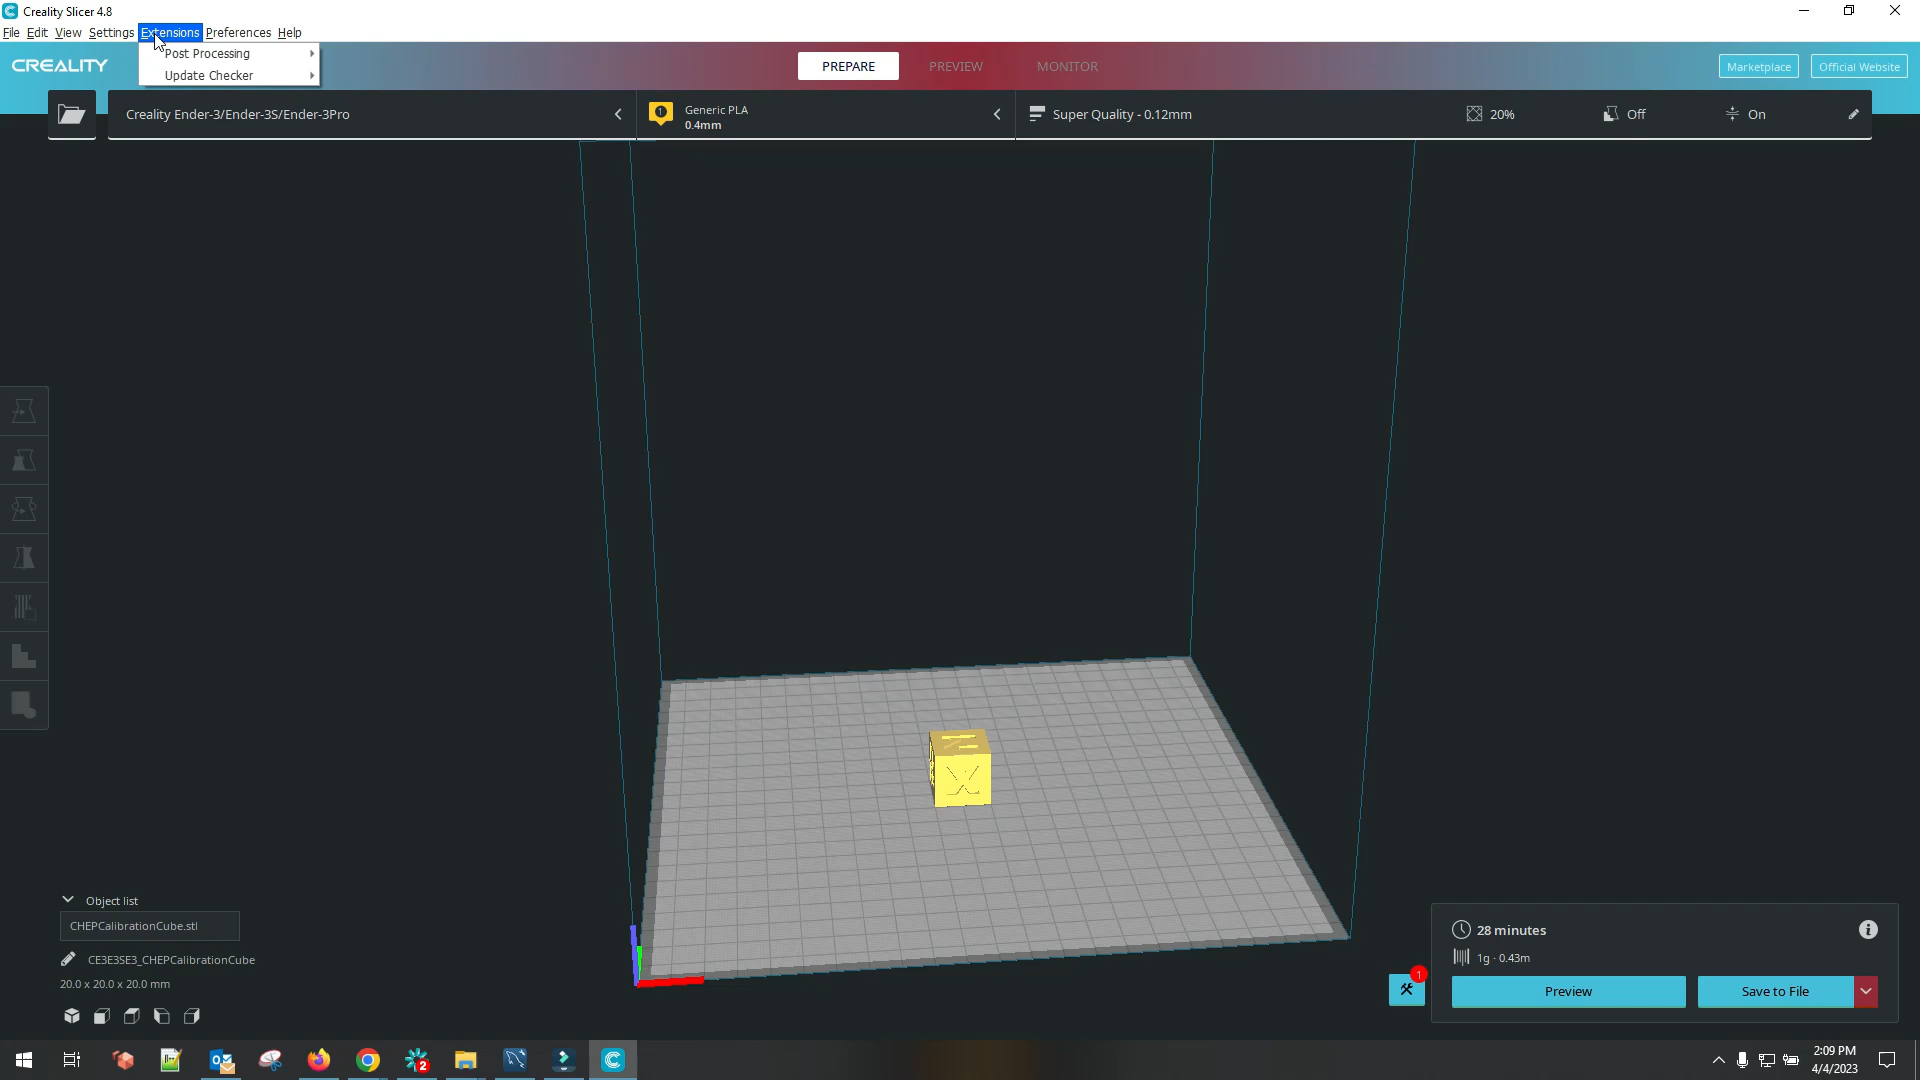 Creality Slicer 4.8
File Edit View Settings Extensions Preferences Help
Post Processing
Update Checker
CREALITY
PREPARE
PREVIEW
MONITOR
Marketplace
Official Website
Creality Ender-3/Ender-3S/Ender-3Pro
1
Generic PLA
0.4mm
Super Quality - 0.12mm
20%
Off
On
X
Object list
CHEPCalibrationCube.stl
CE3E3SE3_CHEPCalibrationCube
20.0 x 20.0 x 20.0 mm
28 minutes
1g · 0.43m
1
Preview
Save to File
2
2:09 PM
4/4/2023